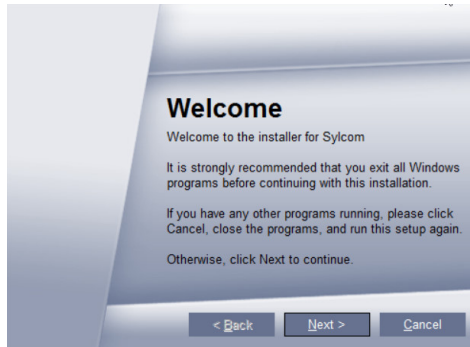 Welcome
Welcome to the installer for Sylcom
It is strongly recommended that you exit all Windows
programs before continuing with this installation.
If you have any other programs running, please click
Cancel, close the programs, and run this setup again.
Otherwise, click Next to continue.
< Back Next > Cancel